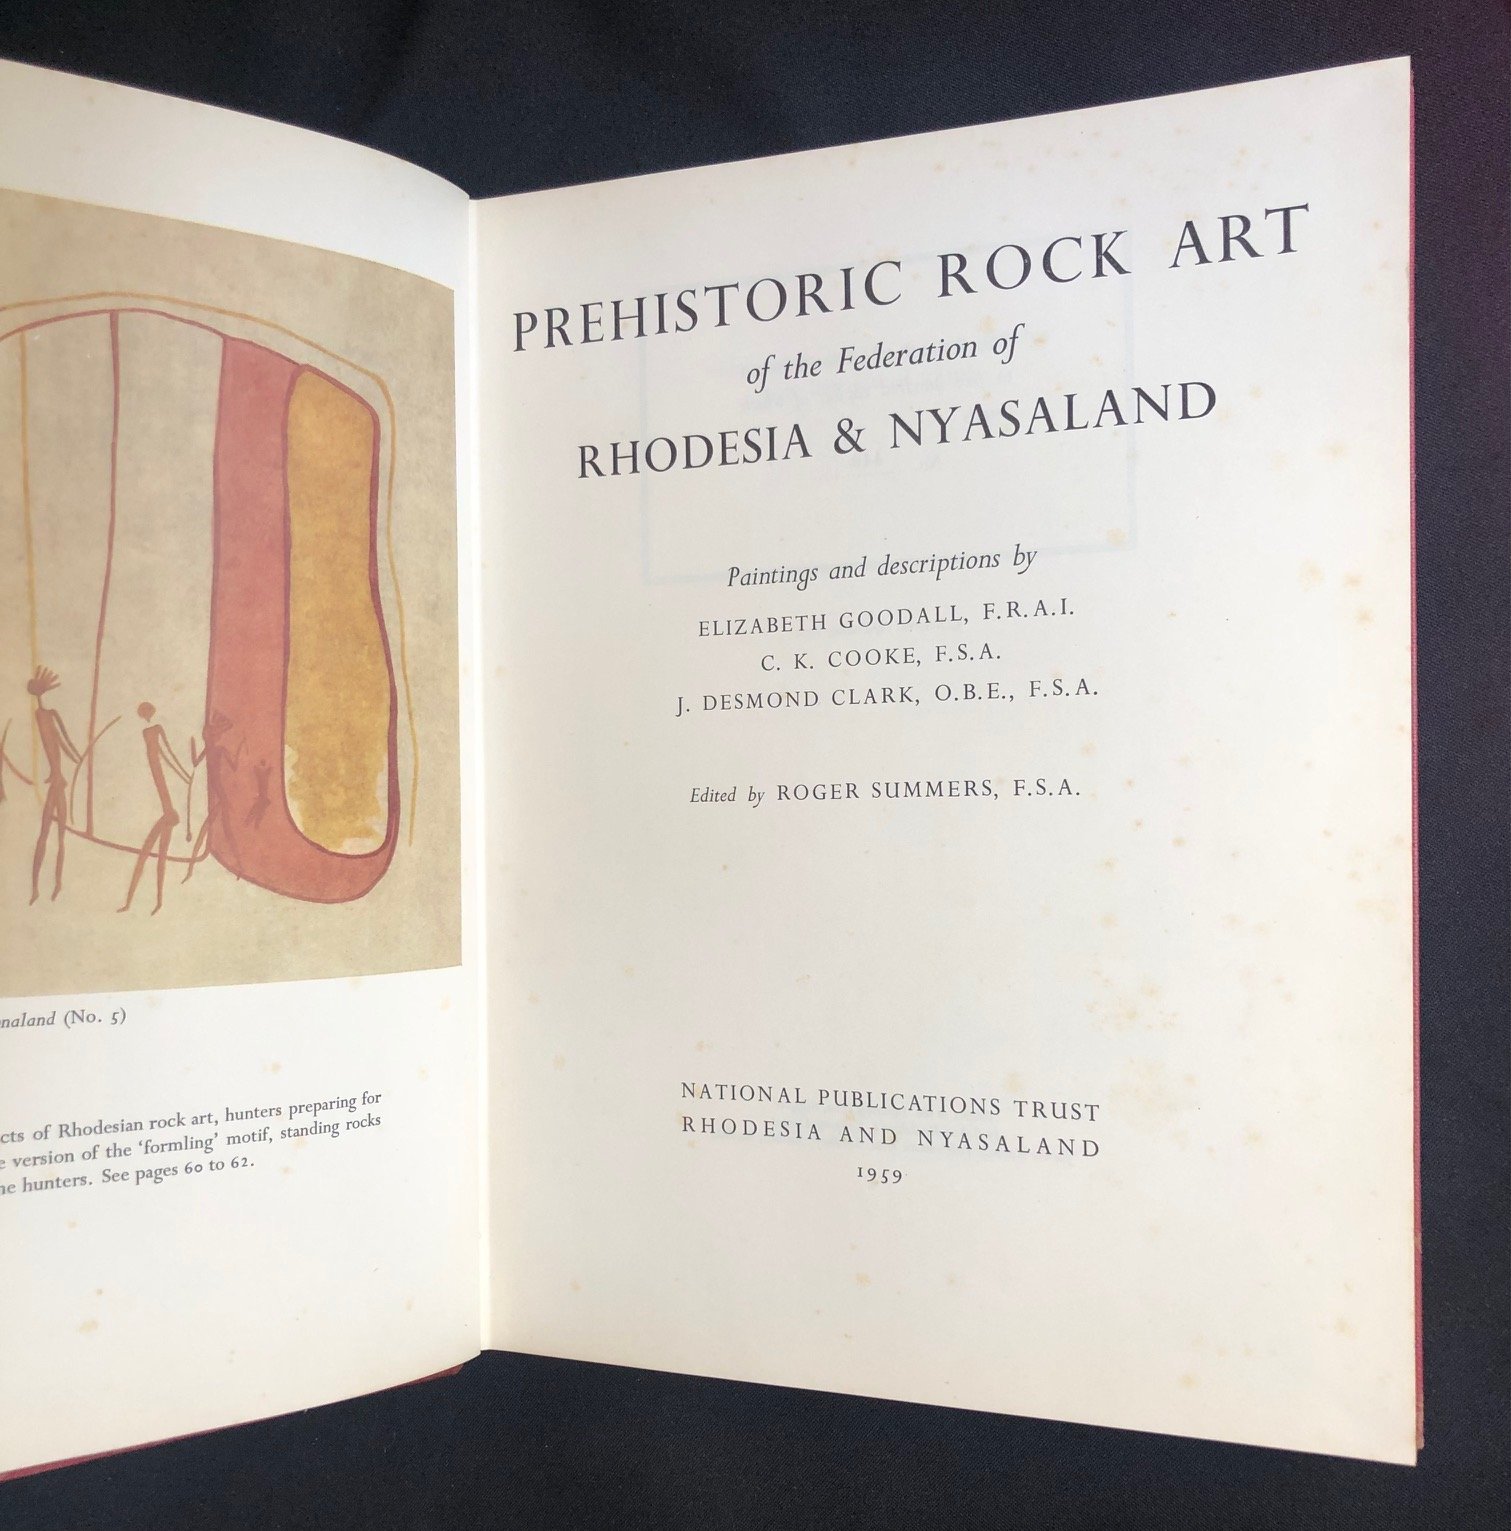 naland (No. 5)
cts of Rhodesian rock art, hunters preparing for
version of the ‘formling’ motif, standing rocks
hunters. See pages 60 to 62.
PREHISTORIC ROCK ART
of the Federation of
RHODESIA & NYASALAND
Paintings and descriptions by
ELIZABETH GOODALL, F.R.A.I.
C. K. COOKE, F.S.A.
J. DESMOND CLARK, O.B.E., F.S.A.
Edited by ROGER SUMMERS, F.S.A.
NATIONAL PUBLICATIONS TRUST
RHODESIA AND NYASALAND
1959